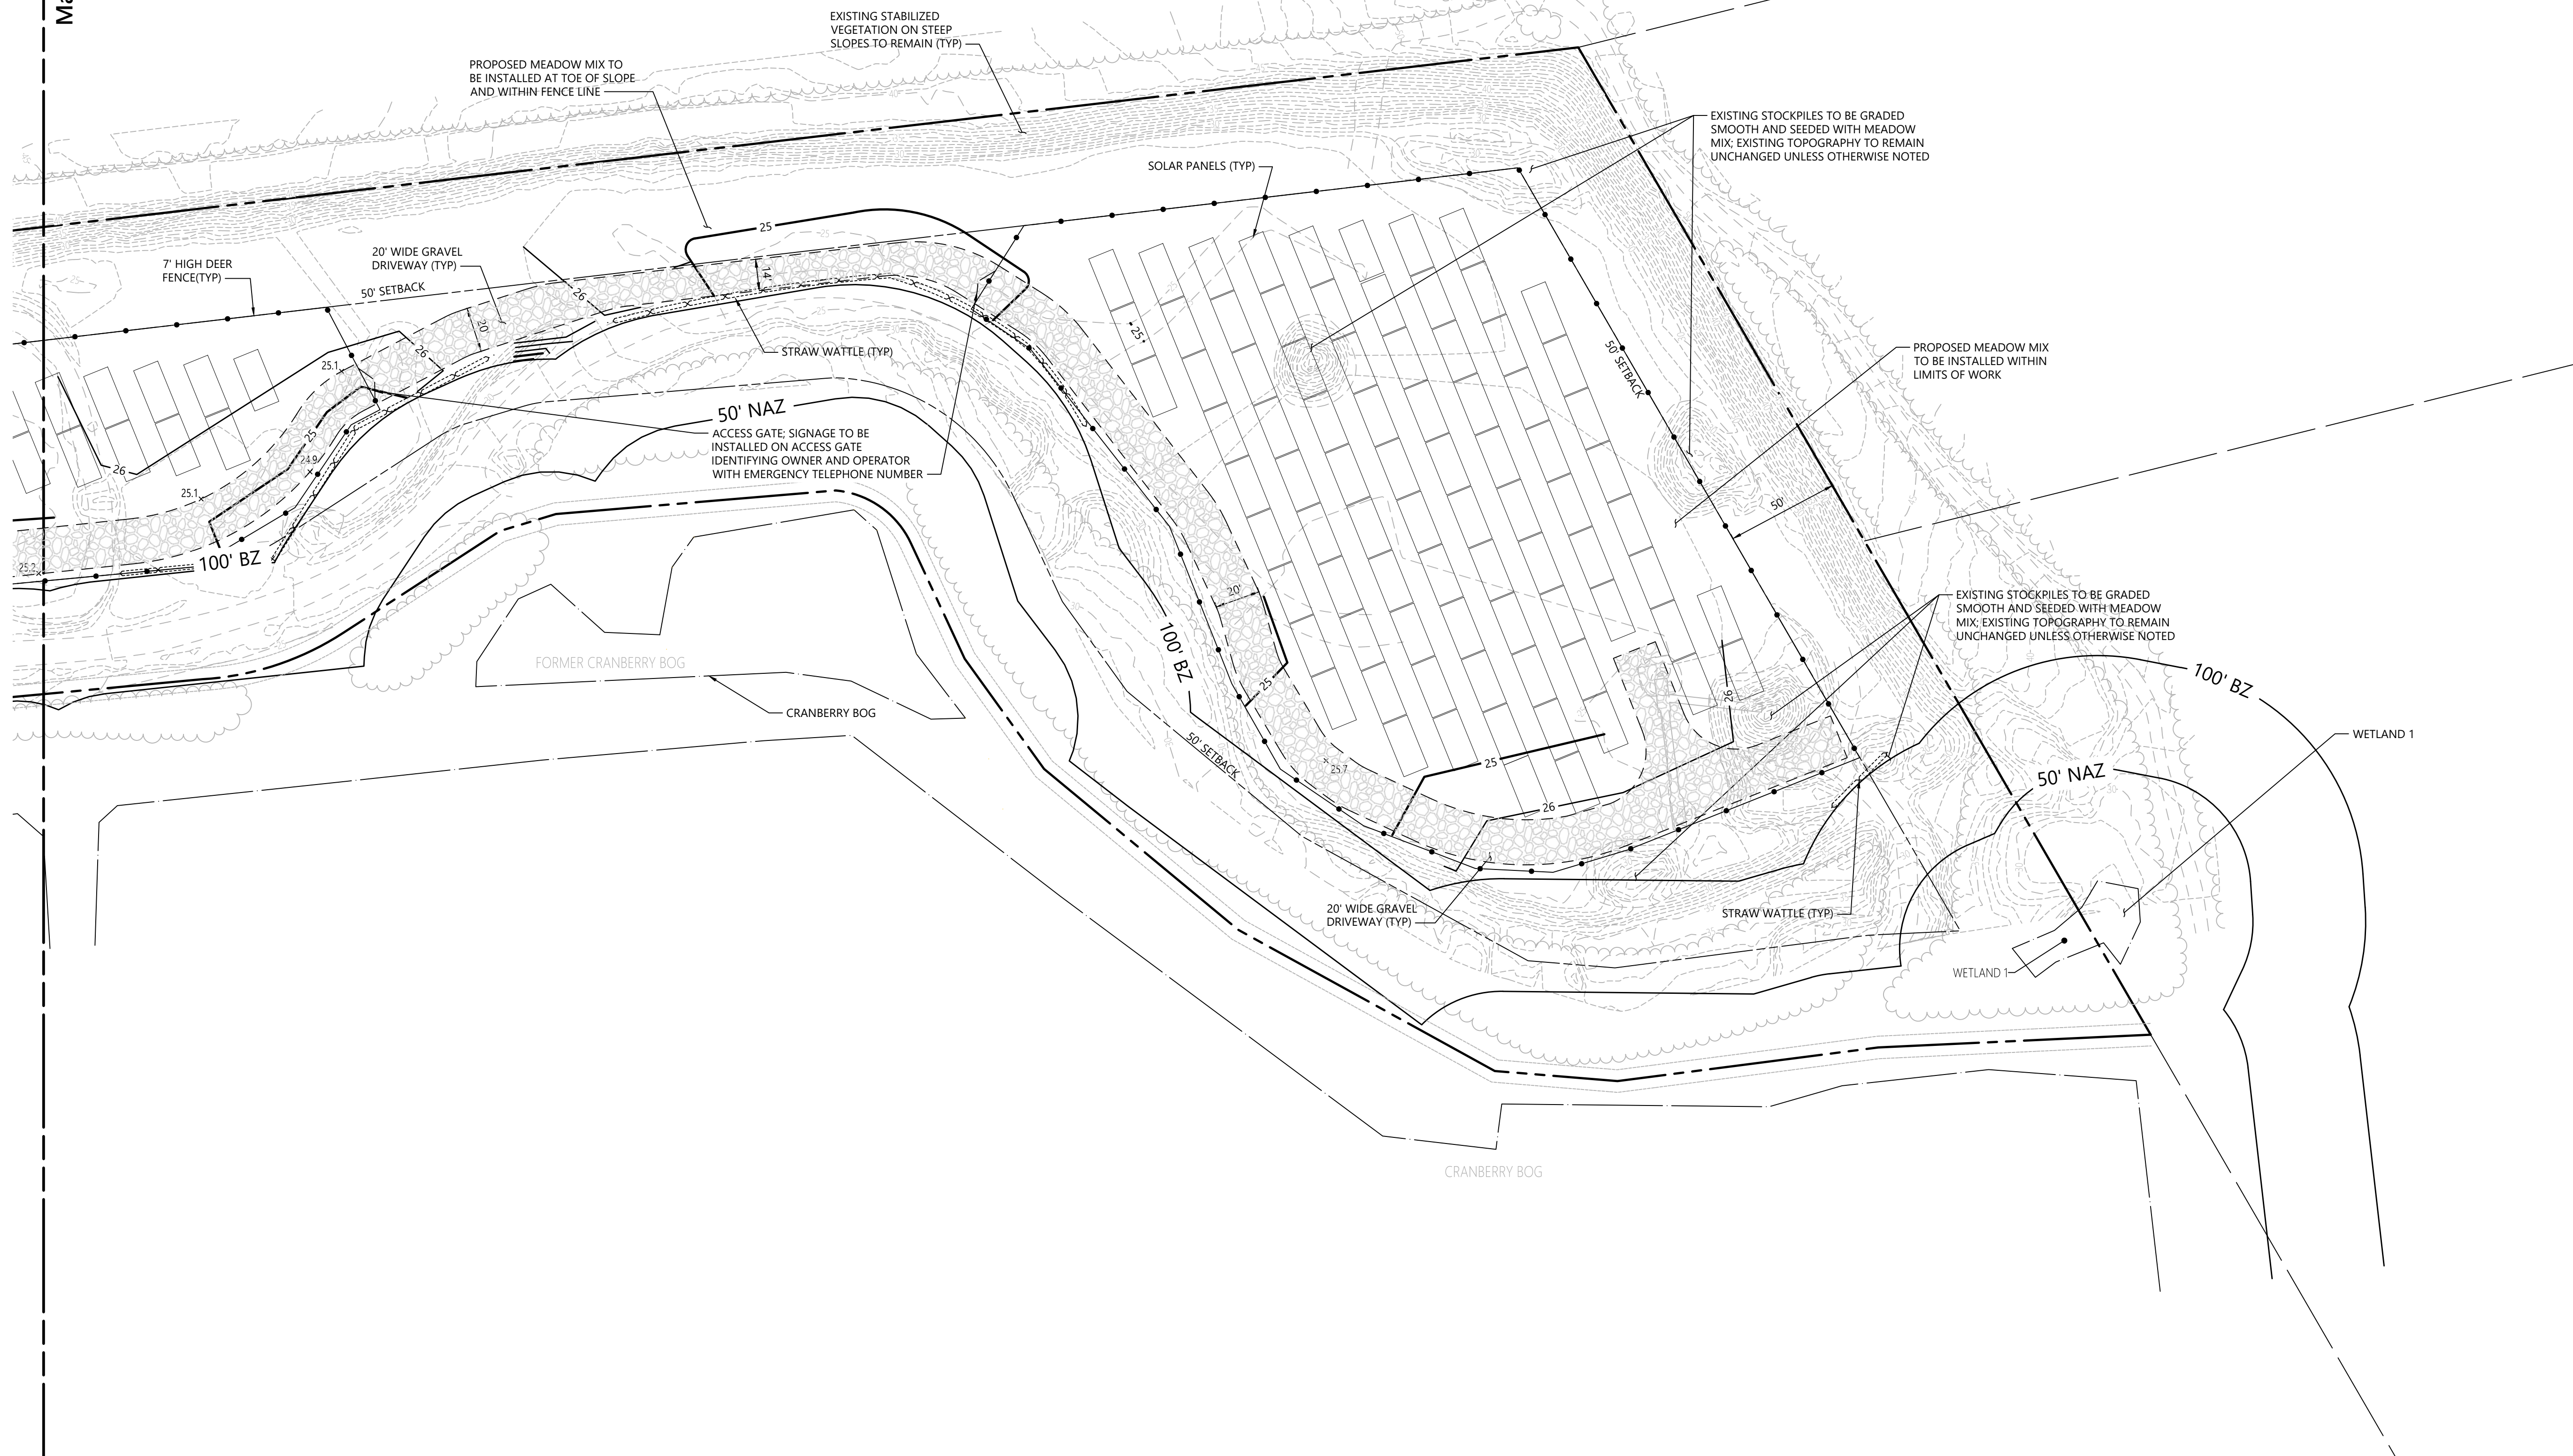 Ma
EXISTING STABILIZED
VEGETATION ON STEEP
SLOPES TO REMAIN (TYP)
PROPOSED MEADOW MIX TO
BE INSTALLED AT TOE OF SLOPE
AND WITHIN FENCE LINE
EXISTING STOCKPILES TO BE GRADED
SMOOTH AND SEEDED WITH MEADOW
MIX; EXISTING TOPOGRAPHY TO REMAIN
UNCHANGED UNLESS OTHERWISE NOTED
SOLAR PANELS (TYP)
25
20' WIDE GRAVEL
DRIVEWAY (TYP)
7' HIGH DEER
FENCE(TYP)
50' SETBACK
26
14'
20'
25
STRAW WATTLE (TYP)
26
25.1
50' SETBACK
PROPOSED MEADOW MIX
TO BE INSTALLED WITHIN
LIMITS OF WORK
50' NAZ
ACCESS GATE; SIGNAGE TO BE
INSTALLED ON ACCESS GATE
IDENTIFYING OWNER AND OPERATOR
WITH EMERGENCY TELEPHONE NUMBER
25
24.9
26
25.1
50'
100' BZ
25.2
20'
EXISTING STOCKPILES TO BE GRADED
SMOOTH AND SEEDED WITH MEADOW
MIX; EXISTING TOPOGRAPHY TO REMAIN
UNCHANGED UNLESS OTHERWISE NOTED
100' BZ
FORMER CRANBERRY BOG
25
26
100' BZ
CRANBERRY BOG
WETLAND 1
50' SETBACK
25
25.7
50' NAZ
26
20' WIDE GRAVEL
DRIVEWAY (TYP)
STRAW WATTLE (TYP)
WETLAND 1
CRANBERRY BOG